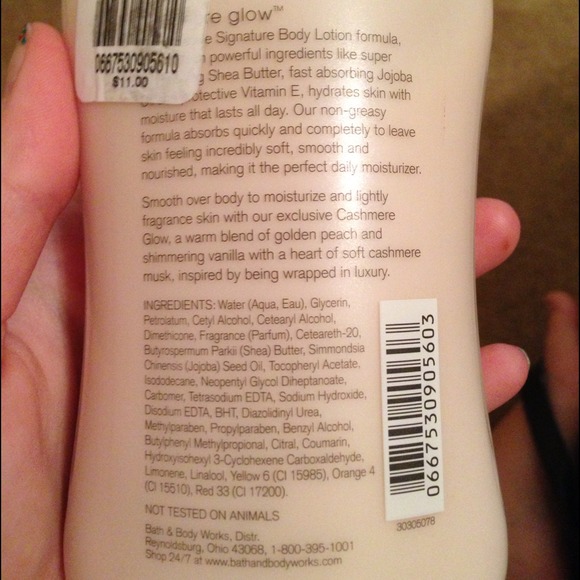 re glow™
e Signature Body Lotion formula,
powerful ingredients like super
Shea Butter, fast absorbing Jojoba
otective Vitamin E, hydrates skin with
moisture that lasts all day. Our non-greasy
formula absorbs quickly and completely to leave
skin feeling incredibly soft, smooth and
nourished, making it the perfect daily moisturizer.
Smooth over body to moisturize and lightly
fragrance skin with our exclusive Cashmere
Glow, a warm blend of golden peach and
shimmering vanilla with a heart of soft cashmere
musk, inspired by being wrapped in luxury.
INGREDIENTS: Water (Aqua, Eau), Glycerin,
Petrolatum, Cetyl Alcohol, Cetearyl Alcohol,
Dimethicone, Fragrance (Parfum), Ceteareth-20,
Butyrospermum Parkii (Shea) Butter, Simmondsia
Chinensis (Jojoba) Seed Oil, Tocopheryl Acetate,
Isododecane, Neopentyl Glycol Diheptanoate,
Carbomer, Tetrasodium EDTA, Sodium Hydroxide,
Disodium EDTA, BHT, Diazolidinyl Urea,
Methylparaben, Propylparaben, Benzyl Alcohol,
Butylphenyl Methylpropional, Citral, Coumarin,
Hydroxyisohexyl 3-Cyclohexene Carboxaldehyde,
Limonene, Linalool, Yellow 6 (CI 15985), Orange 4
(CI 15510), Red 33 (CI 17200).
NOT TESTED ON ANIMALS
Bath & Body Works, Distr.
Reynoldsburg, Ohio 43068, 1-800-395-1001
Shop 24/7 at www.bathandbodyworks.com
0667530905610
$11.00
0667530905603
30305078